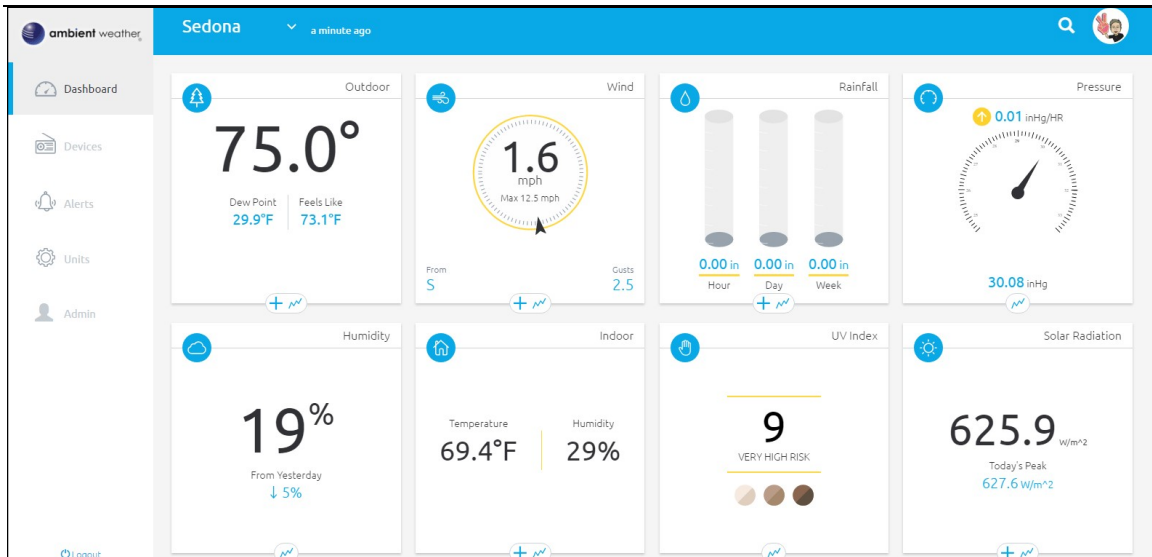 ambient weather
Sedona
a minute ago
Dashboard
Devices
Alerts
Units
Admin
Logout
Outdoor
75.0°
Dew Point
Feels Like
29.9°F
73.1°F
Wind
1.6
mph
Max 12.5 mph
From
Gusts
S
2.5
Rainfall
0.00 in
0.00 in
0.00 in
Hour
Day
Week
Pressure
0.01 inHg/HR
30.08 inHg
Humidity
19%
From Yesterday
↓ 5%
Indoor
Temperature
Humidity
69.4°F
29%
UV Index
9
VERY HIGH RISK
Solar Radiation
625.9 W/m^2
Today's Peak
627.6 W/m^2